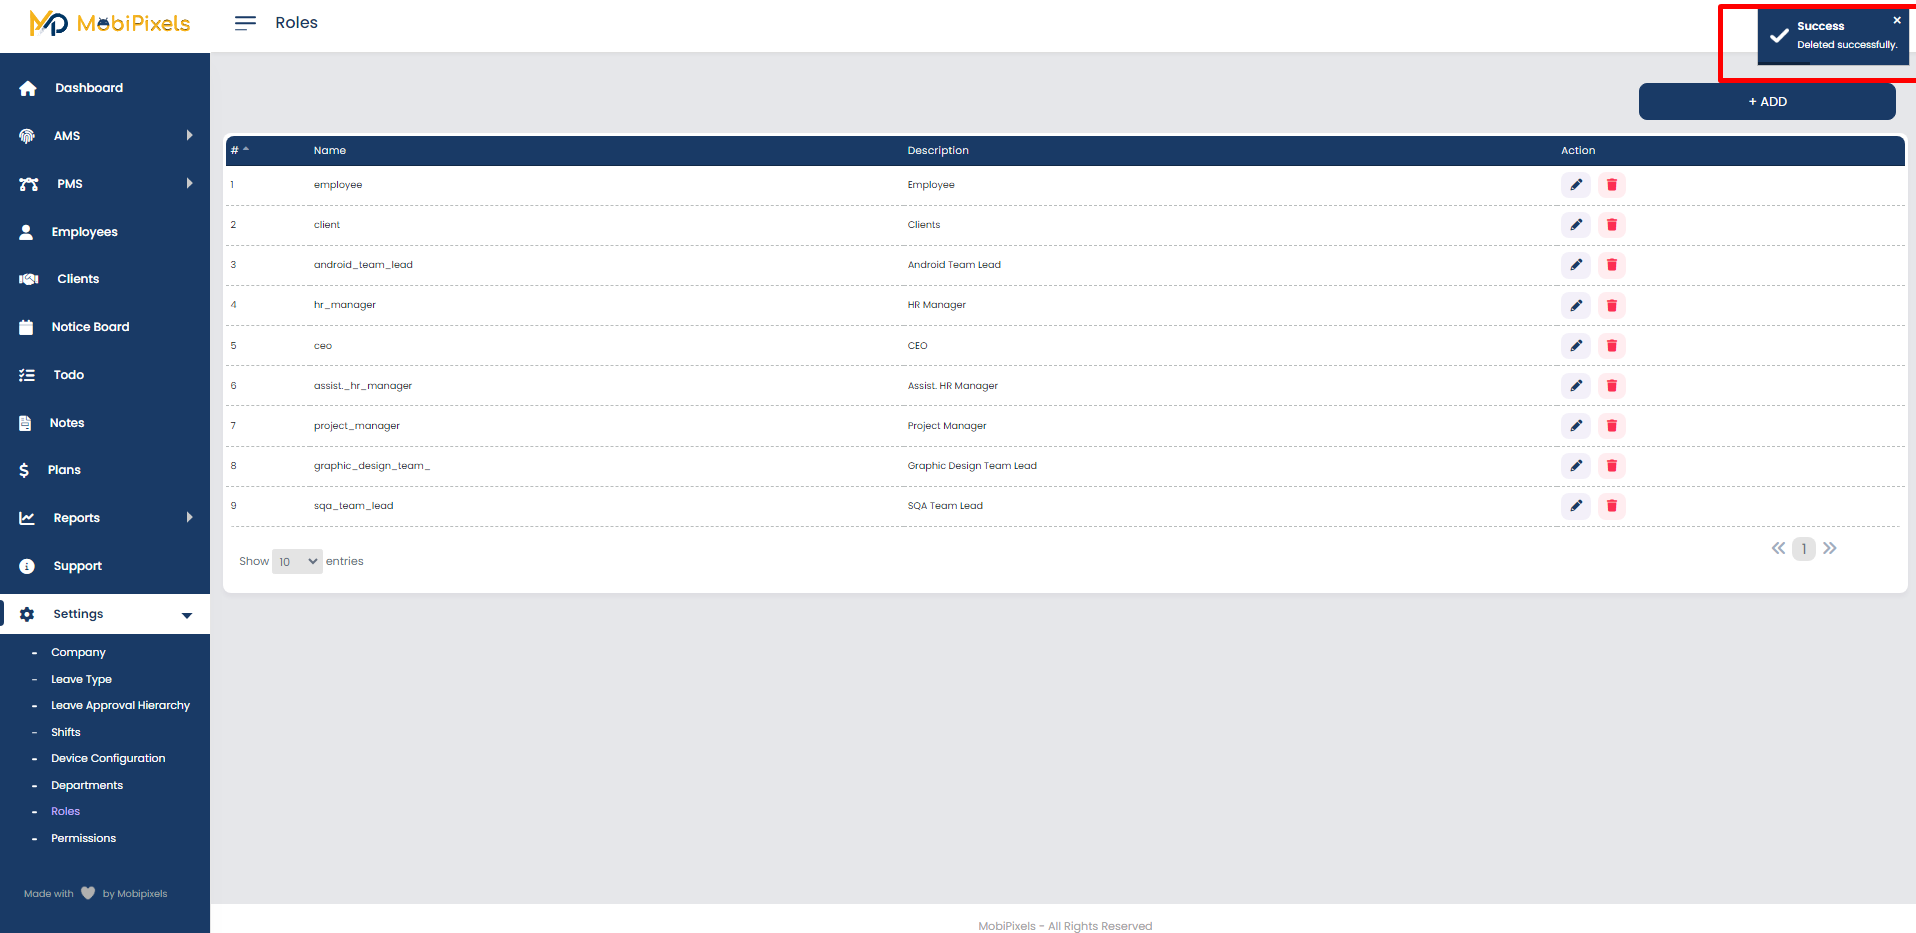 MobiPixels
Roles
Success
×
Deleted successfully.
+ ADD
Dashboard
AMS
PMS
Employees
Clients
Notice Board
Todo
Notes
Plans
Reports
Support
Settings
- Company
- Leave Type
- Leave Approval Hierarchy
- Shifts
- Device Configuration
- Departments
- Roles
- Permissions
Made with by Mobipixels
# Name Description Action
1 employee Employee
2 client Clients
3 android_team_lead Android Team Lead
4 hr_manager HR Manager
5 ceo CEO
6 assist._hr_manager Assist. HR Manager
7 project_manager Project Manager
8 graphic_design_team_ Graphic Design Team Lead
9 sqa_team_lead SQA Team Lead
Show 10 entries
1
MobiPixels - All Rights Reserved